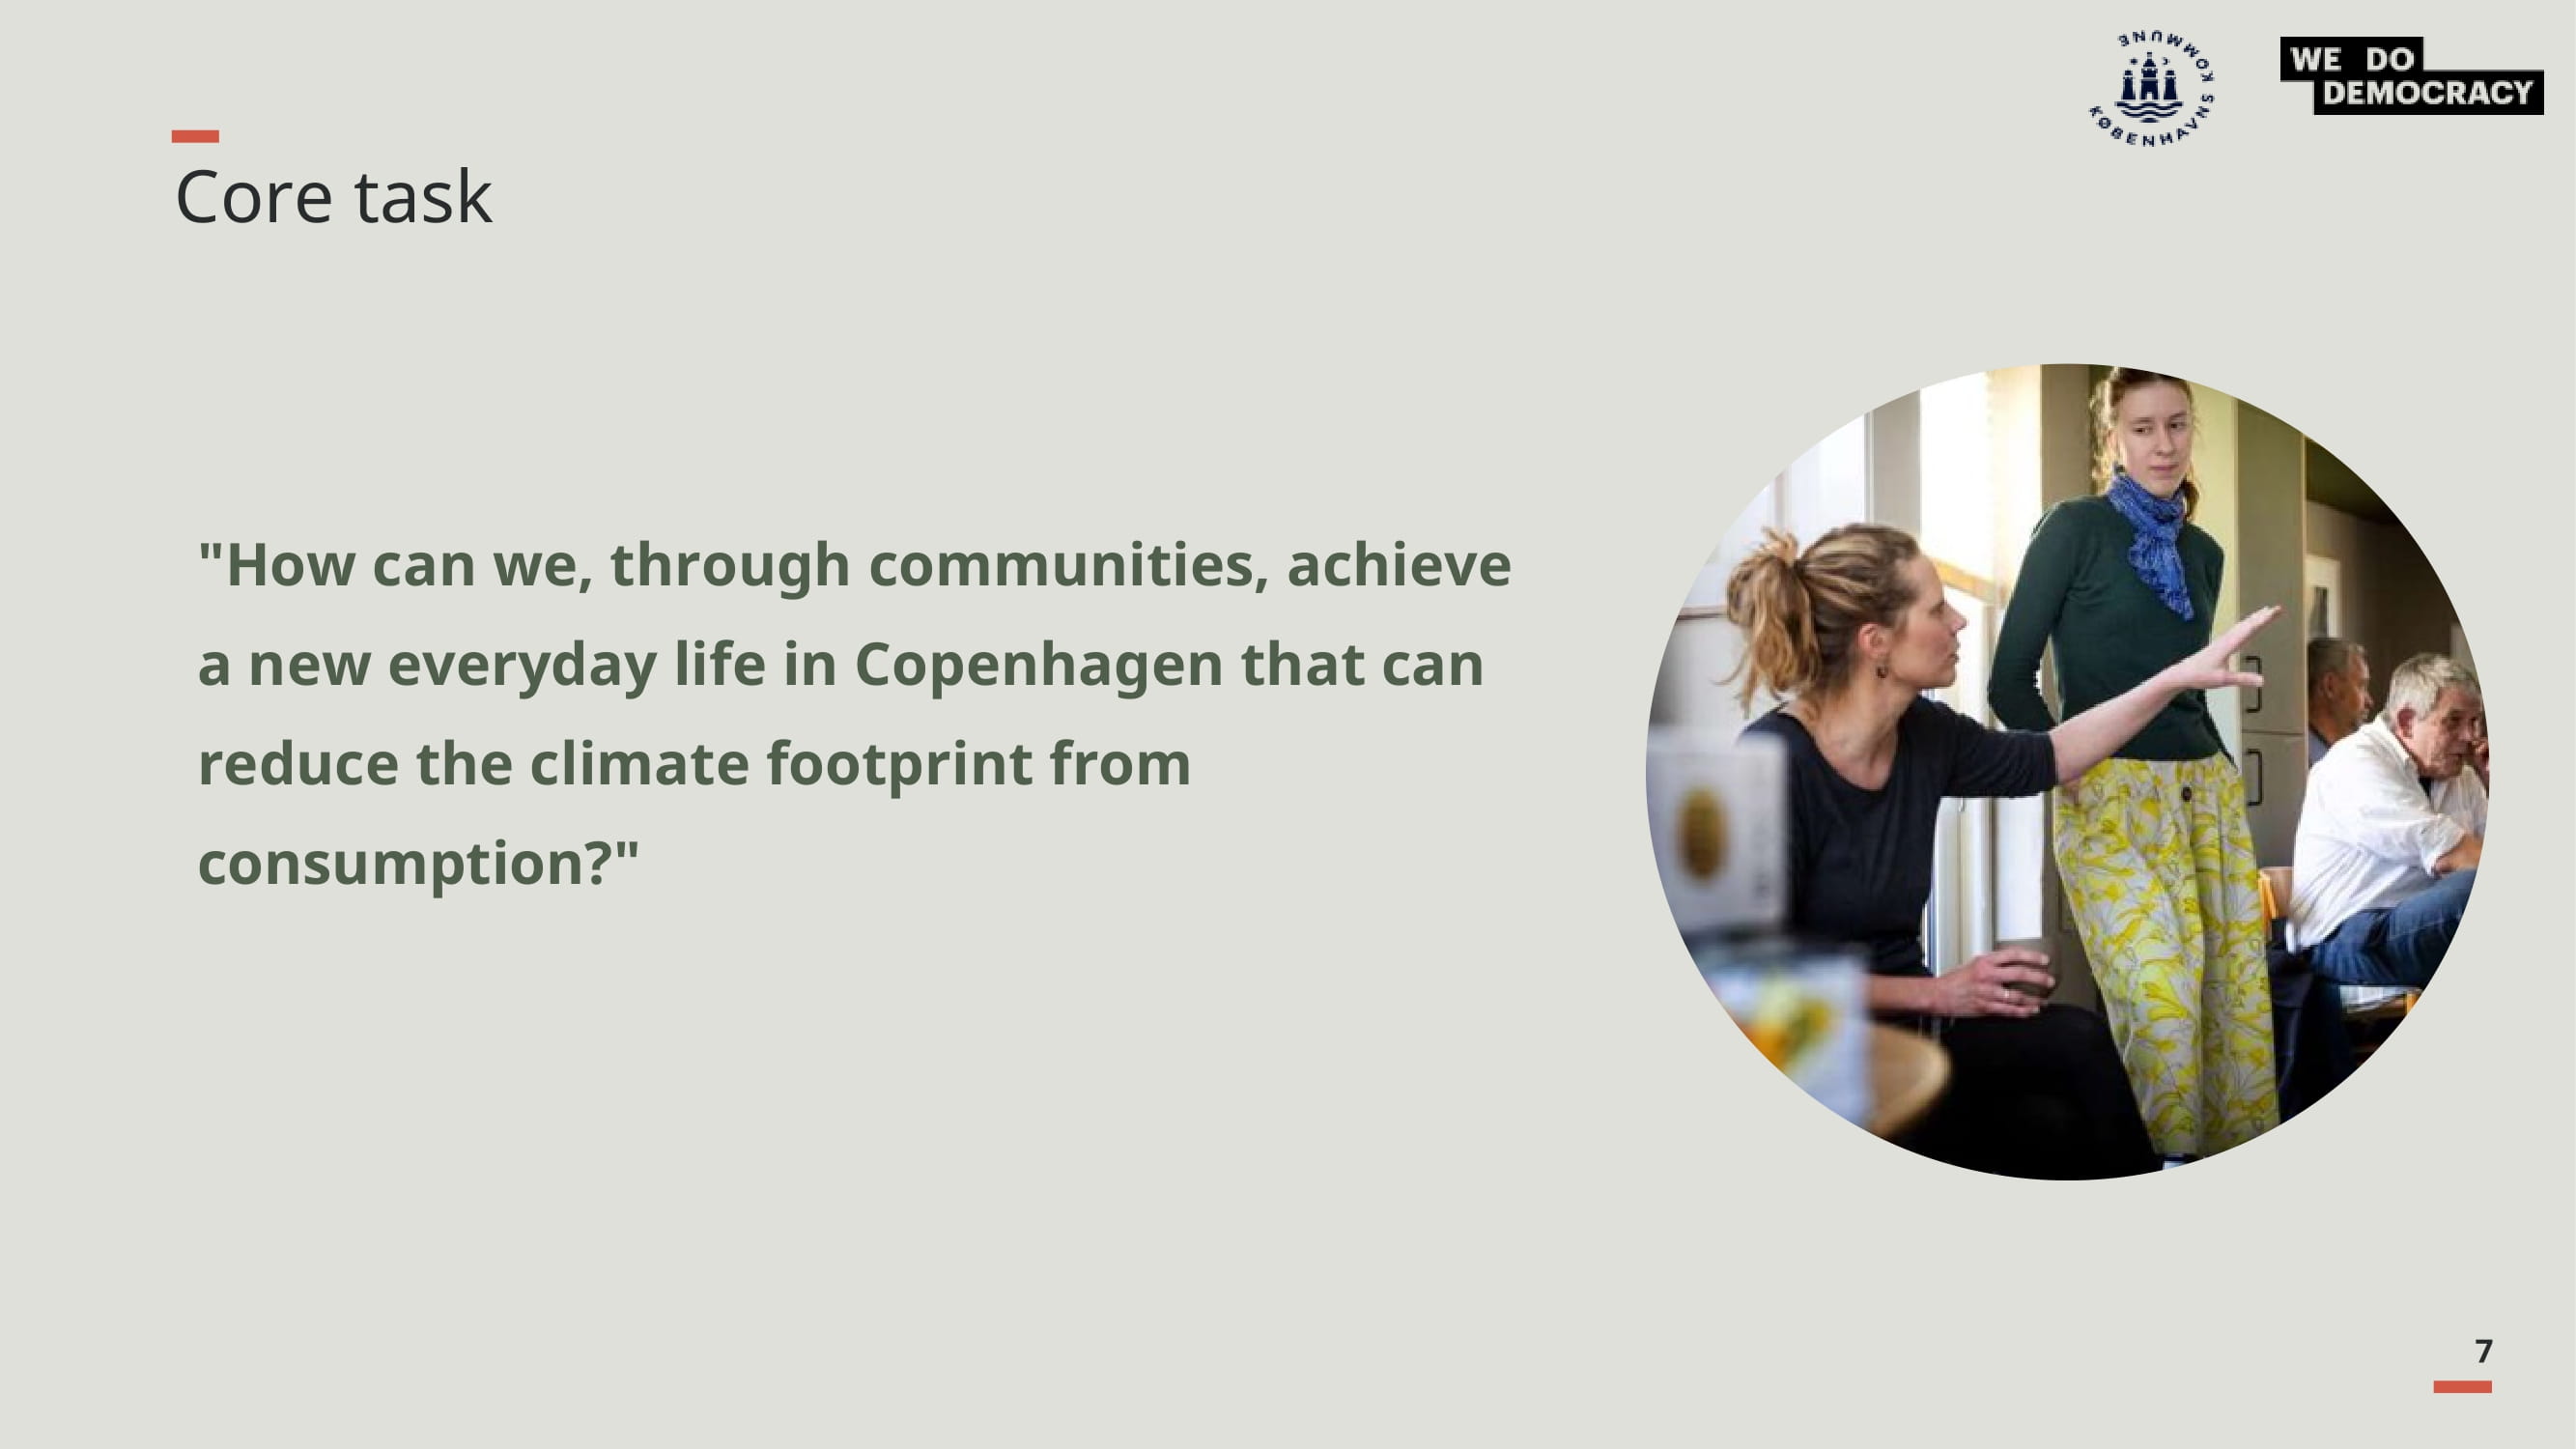 KØBENHAVNS KOMMUNE
WE DO
DEMOCRACY
Core task
"How can we, through communities, achieve
a new everyday life in Copenhagen that can
reduce the climate footprint from
consumption?"
7